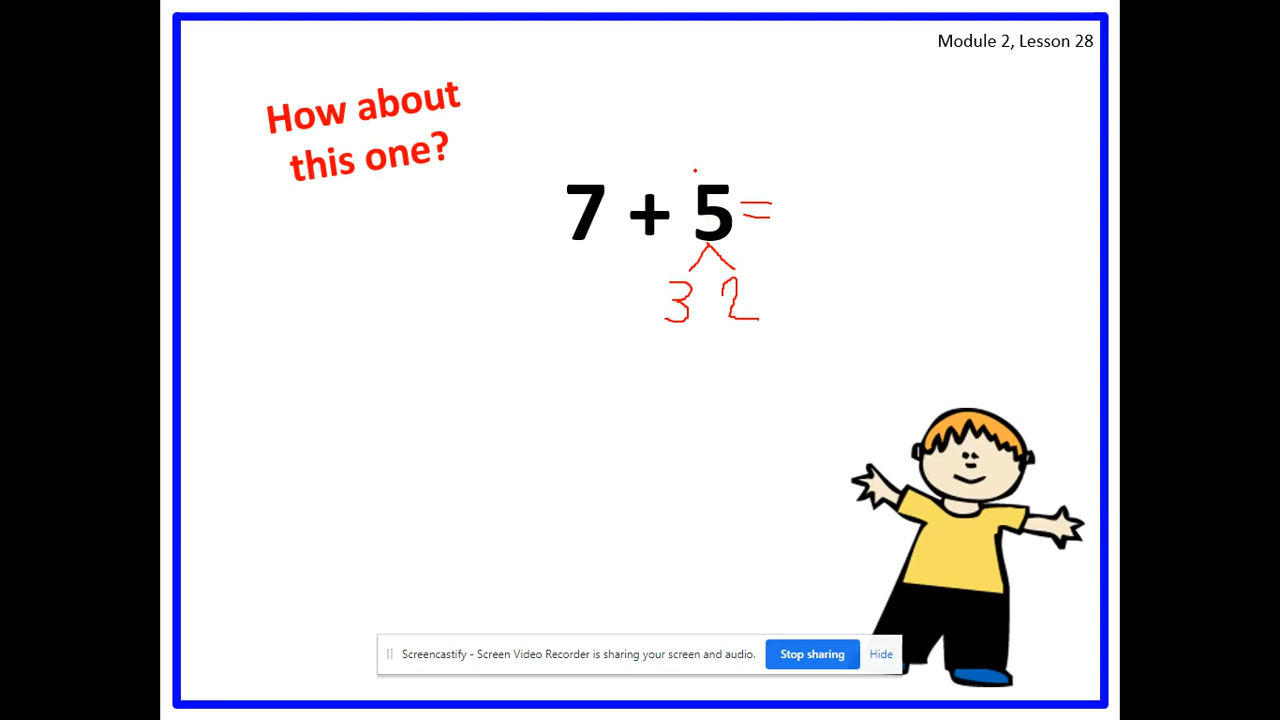 Module 2, Lesson 28
How about
this one?
7 + 5 =
3 2
Screencastify - Screen Video Recorder is sharing your screen and audio. Stop sharing Hide